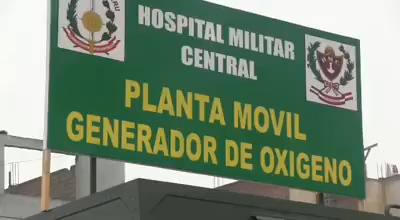 HOSPITAL MILITAR
CENTRAL
PLANTA MOVIL
GENERADOR DE OXIGENO